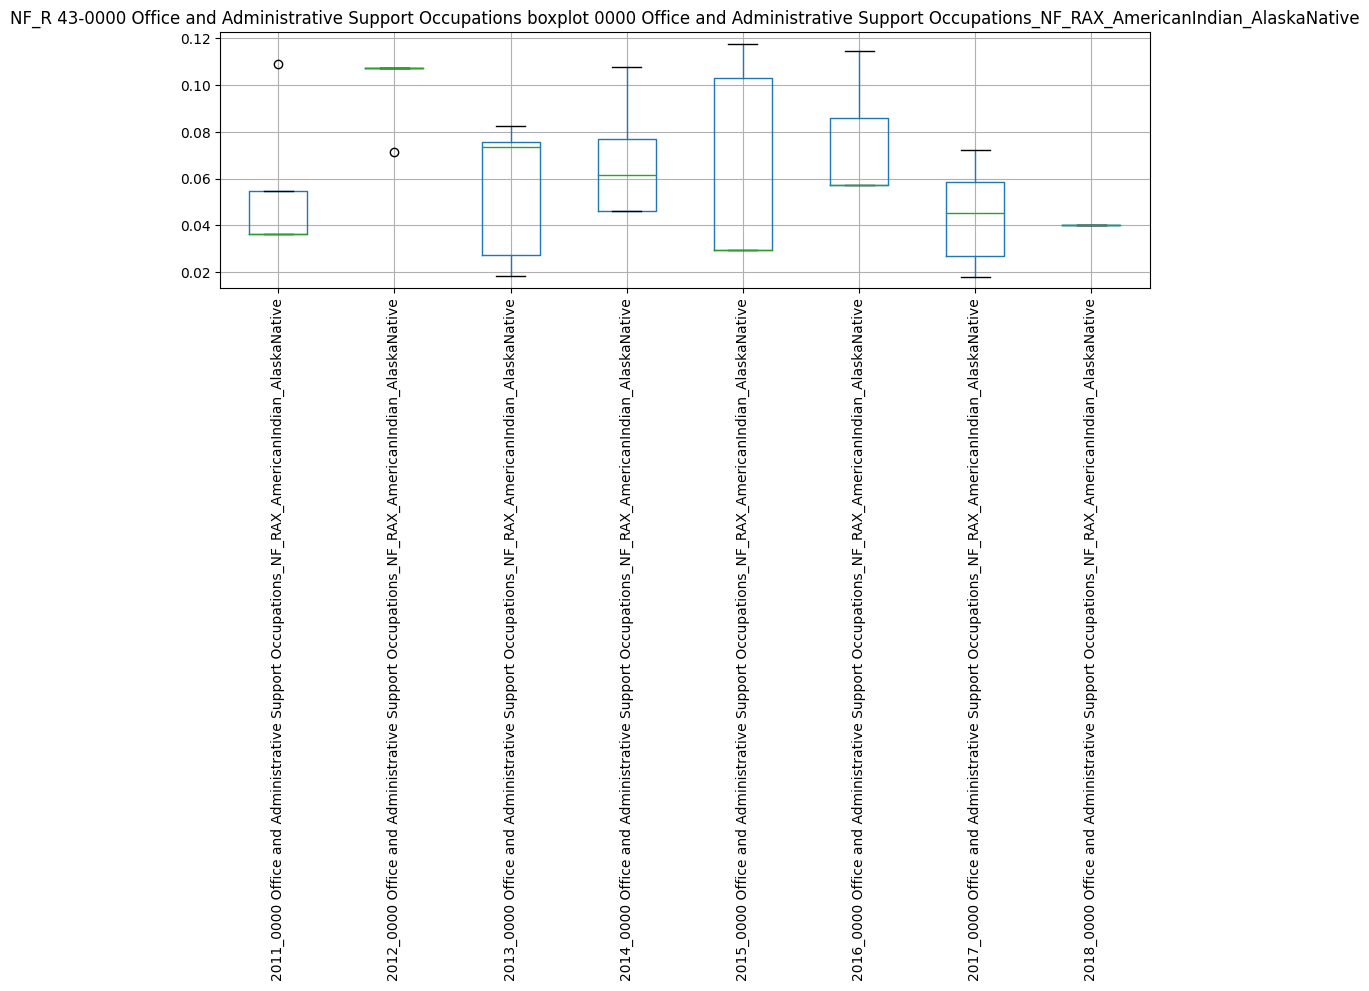 NF_R 43-0000 Office and Administrative Support Occupations boxplot 0000 Office and Administrative Support Occupations_NF_RAX_AmericanIndian_AlaskaNative
0.12
0.10
0.08
0.06
0.04
0.02
2011_0000 Office and Administrative Support Occupations_NF_RAX_AmericanIndian_AlaskaNative
2012_0000 Office and Administrative Support Occupations_NF_RAX_AmericanIndian_AlaskaNative
2013_0000 Office and Administrative Support Occupations_NF_RAX_AmericanIndian_AlaskaNative
2014_0000 Office and Administrative Support Occupations_NF_RAX_AmericanIndian_AlaskaNative
2015_0000 Office and Administrative Support Occupations_NF_RAX_AmericanIndian_AlaskaNative
2016_0000 Office and Administrative Support Occupations_NF_RAX_AmericanIndian_AlaskaNative
2017_0000 Office and Administrative Support Occupations_NF_RAX_AmericanIndian_AlaskaNative
2018_0000 Office and Administrative Support Occupations_NF_RAX_AmericanIndian_AlaskaNative